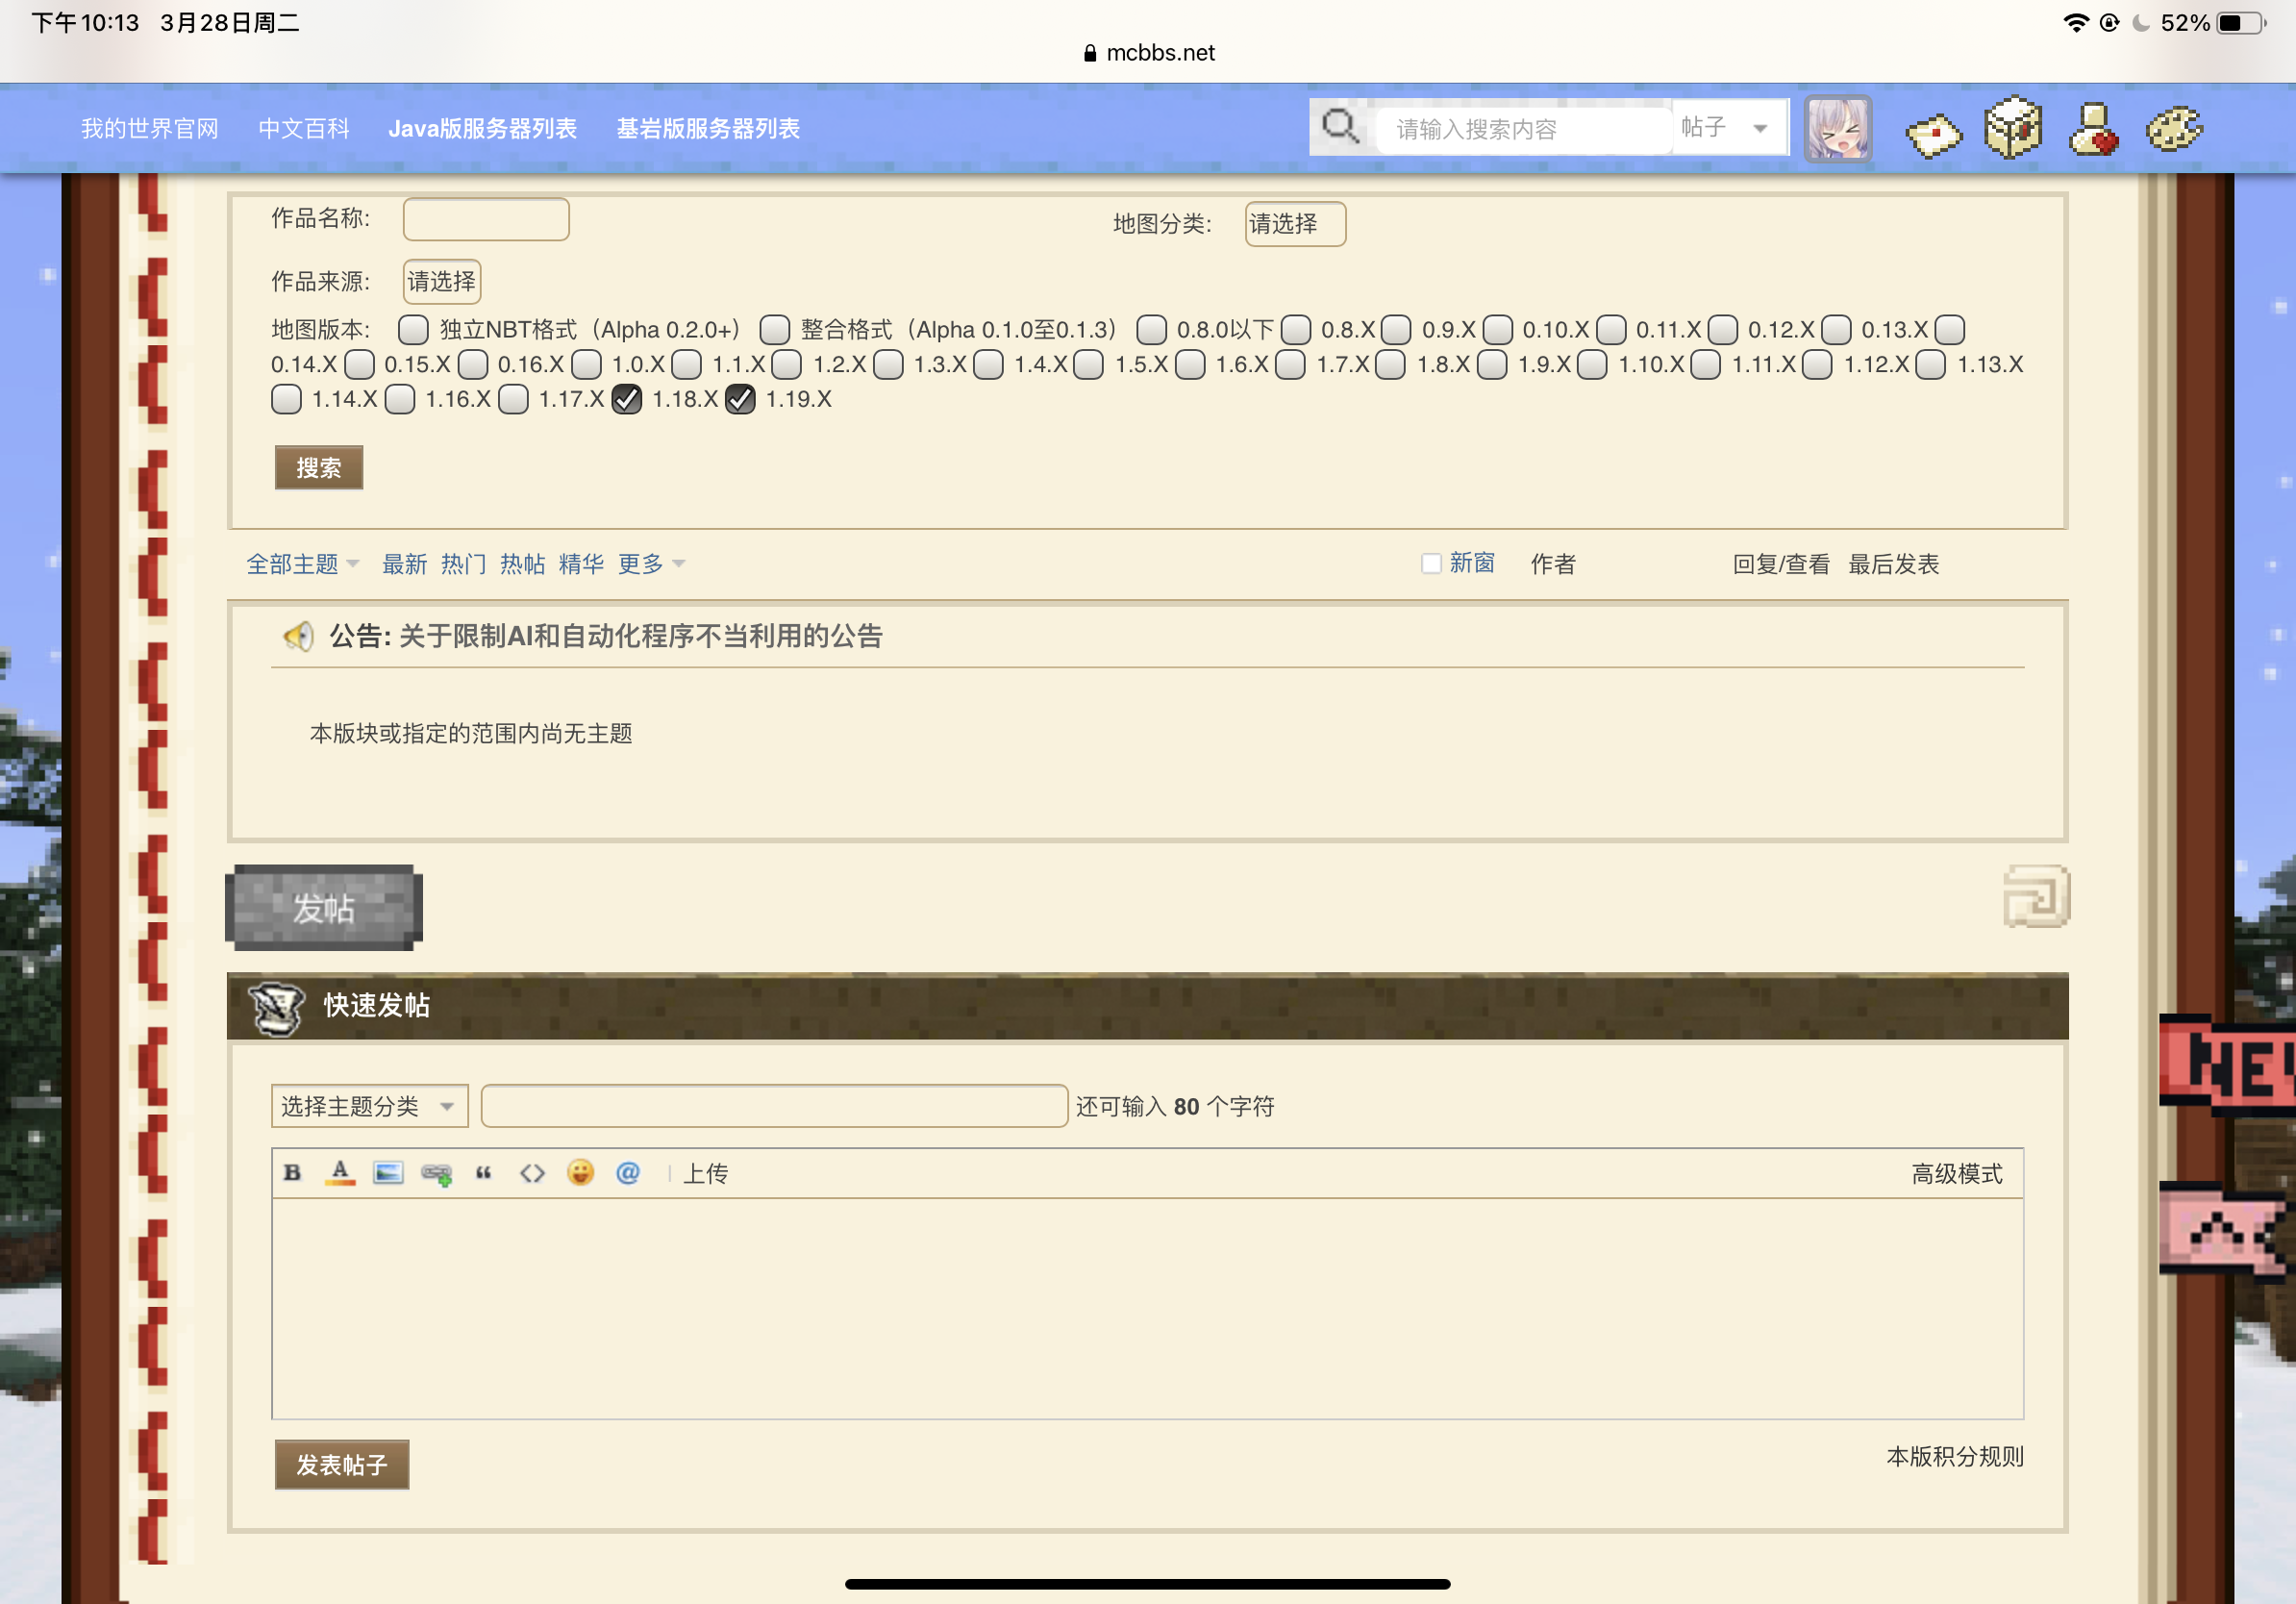 下午10:13 3月28日周二 52%
mcbbs.net
我的世界官网 中文百科 Java版服务器列表 基岩版服务器列表 请输入搜索内容 帖子
作品名称: 地图分类: 请选择
作品来源: 请选择
地图版本: 独立NBT格式（Alpha 0.2.0+） 整合格式（Alpha 0.1.0至0.1.3） 0.8.0以下 0.8.X 0.9.X 0.10.X 0.11.X 0.12.X 0.13.X
0.14.X 0.15.X 0.16.X 1.0.X 1.1.X 1.2.X 1.3.X 1.4.X 1.5.X 1.6.X 1.7.X 1.8.X 1.9.X 1.10.X 1.11.X 1.12.X 1.13.X
1.14.X 1.16.X 1.17.X 1.18.X 1.19.X
搜索
全部主题 最新 热门 热帖 精华 更多 新窗 作者 回复/查看 最后发表
公告: 关于限制AI和自动化程序不当利用的公告
本版块或指定的范围内尚无主题
发帖
快速发帖
NEW
选择主题分类 还可输入 80 个字符
B A “ <> @ 上传 高级模式
发表帖子 本版积分规则